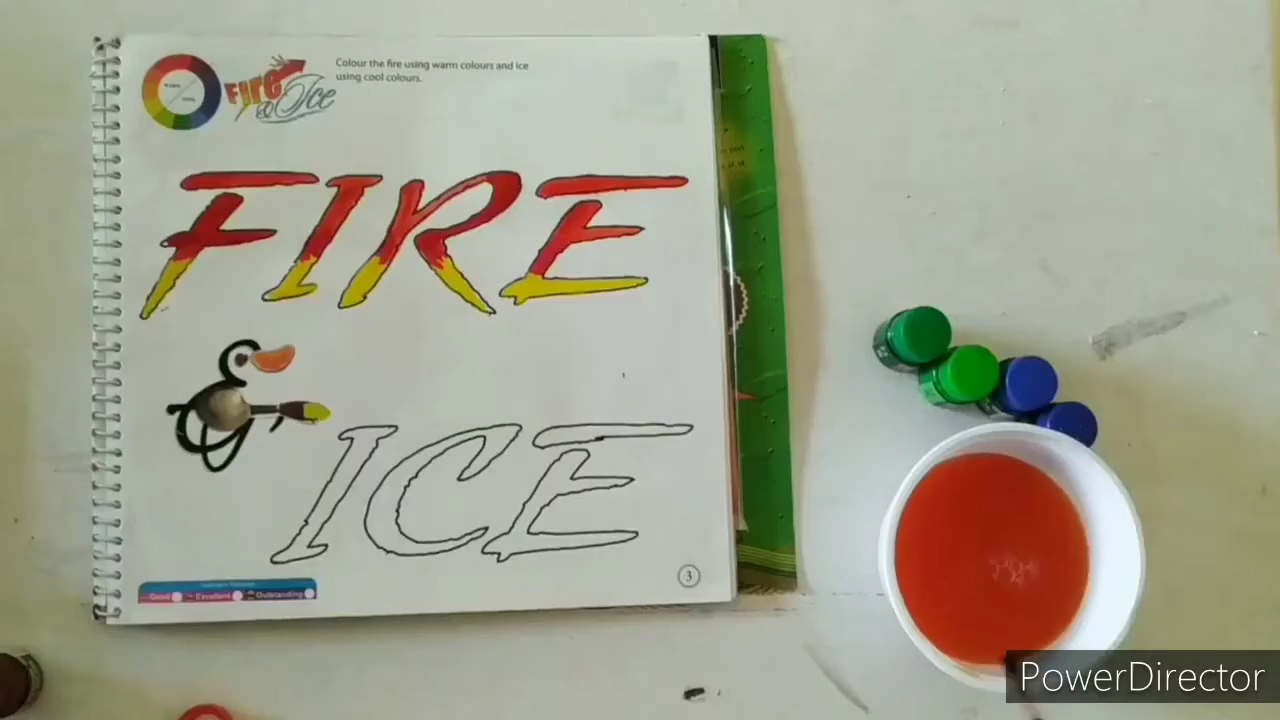 FIRE & Ice
Colour the fire using warm colours and ice
using cool colours.
FIRE
ICE
Good Excellent Outstanding
3
PowerDirector